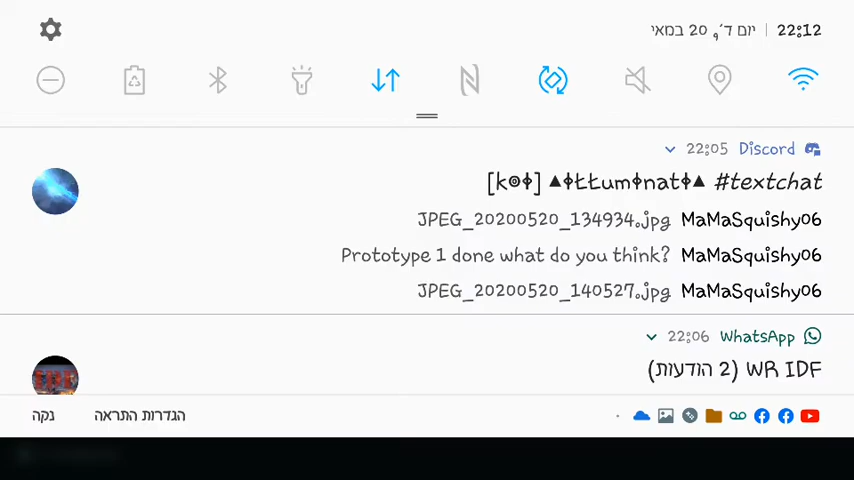 22:12 | יום ד׳, 20 במאי
Discord 22:05
[k⊙ɸ] ▲ɸŁŁumɸnatɸ▲ #textchat
MaMaSquishy06 JPEG_20200520_134934.jpg
MaMaSquishy06 Prototype 1 done what do you think?
MaMaSquishy06 JPEG_20200520_140527.jpg
WhatsApp 22:06
WR IDF (2 הודעות)
הגדרות התראה
נקה